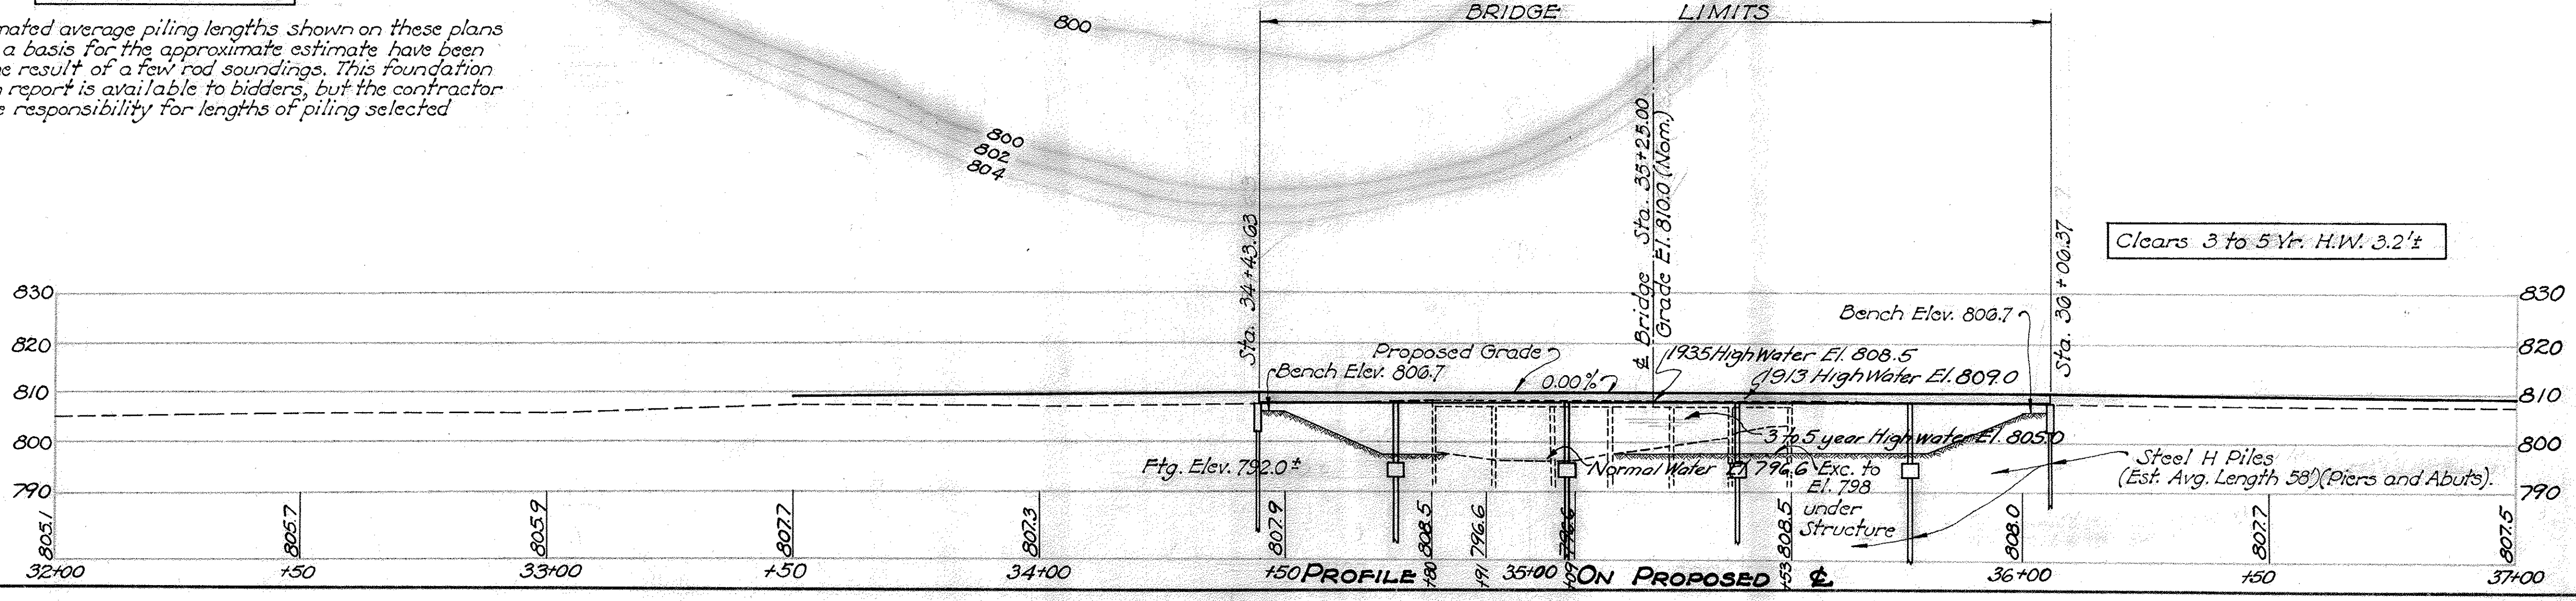 mated average piling lengths shown on these plans
a basis for the approximate estimate have been
e result of a few rod soundings. This foundation
report is available to bidders, but the contractor
e responsibility for lengths of piling selected
800
BRIDGE LIMITS
800
802
804
Sta. 34+43.63
℄ Bridge Sta. 35+25.00
Grade El. 810.0 (Nom.)
Sta. 36+06.37
Clears 3 to 5 Yr. H.W. 3.2'±
830
830
820
820
810
810
800
800
790
790
Bench Elev. 806.7
Proposed Grade
0.00%
Bench Elev. 806.7
1935 High Water El. 808.5
1913 High Water El. 809.0
3 to 5 year High water El. 805.0
Ftg. Elev. 792.0±
Normal Water El. 796.6
Exc. to
El. 798
under
Structure
Steel H Piles
(Est. Avg. Length 58')(Piers and Abuts).
805.1
805.7
805.9
807.7
807.3
807.9
808.5
796.6
796.6
808.5
808.0
807.7
807.5
32+00
+50
33+00
+50
34+00
+50
+80
+91
35+00
+09
+53
36+00
+50
37+00
PROFILE ON PROPOSED ℄